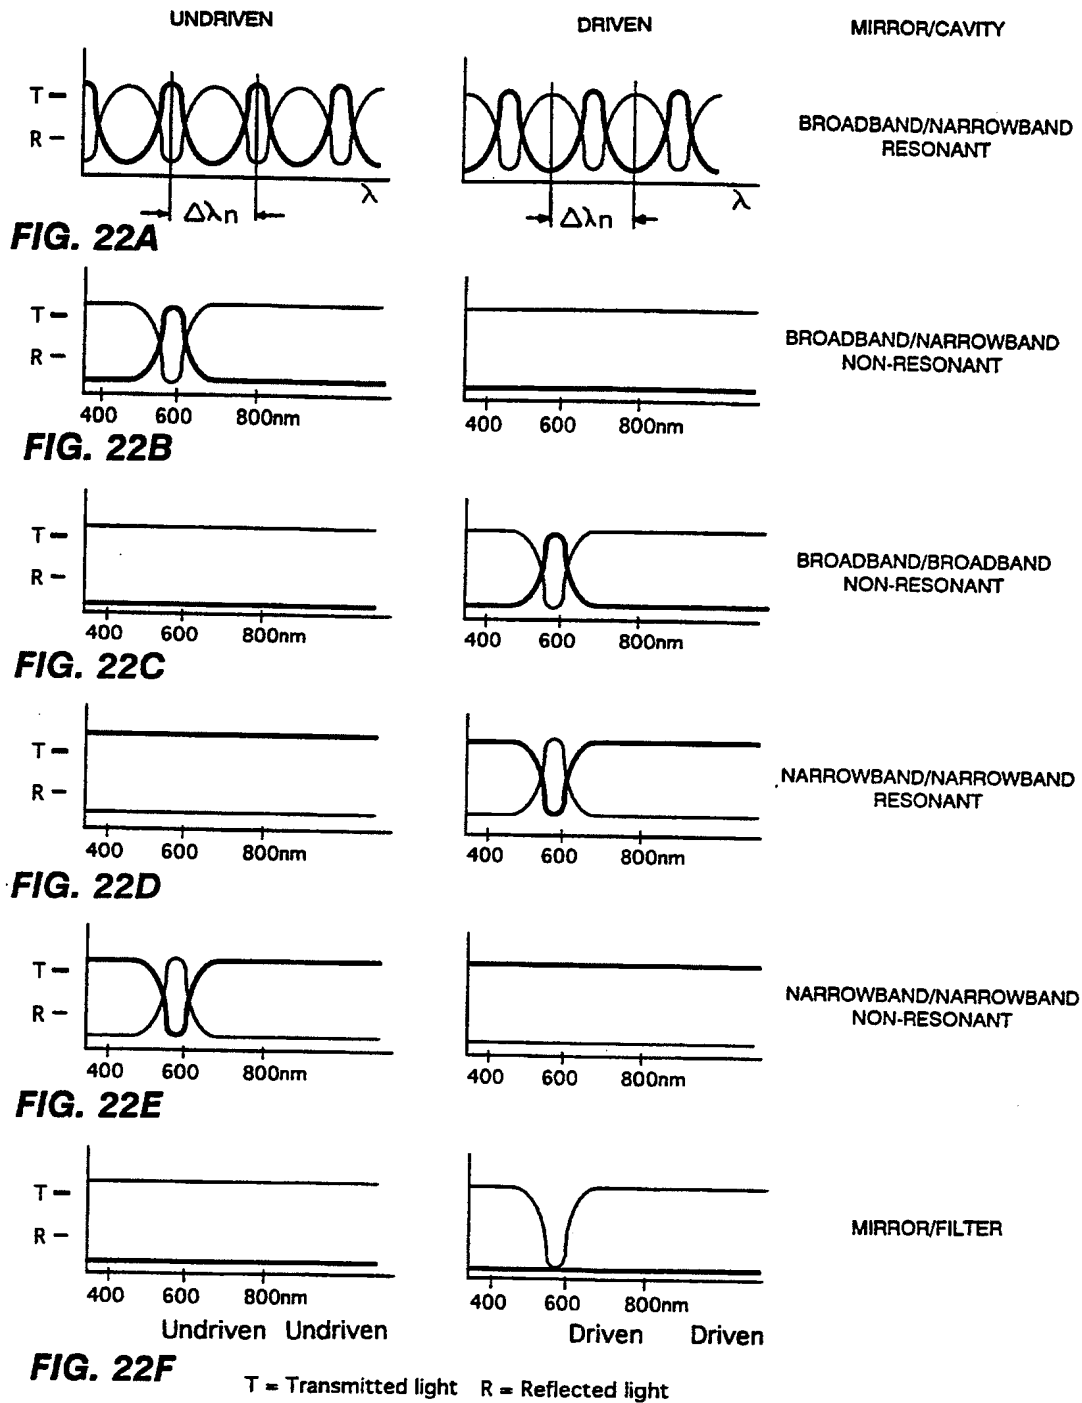 UNDRIVEN DRIVEN MIRROR/CAVITY
T R λ Δλn
T R λ Δλn
BROADBAND/NARROWBAND
RESONANT
FIG. 22A
T R
400 600 800nm
400 600 800nm
BROADBAND/NARROWBAND
NON-RESONANT
FIG. 22B
T R
400 600 800nm
400 600 800nm
BROADBAND/BROADBAND
NON-RESONANT
FIG. 22C
T R
400 600 800nm
400 600 800nm
NARROWBAND/NARROWBAND
RESONANT
FIG. 22D
T R
400 600 800nm
400 600 800nm
NARROWBAND/NARROWBAND
NON-RESONANT
FIG. 22E
T R
400 600 800nm
400 600 800nm
MIRROR/FILTER
Undriven Undriven Driven Driven
FIG. 22F
T = Transmitted light R = Reflected light